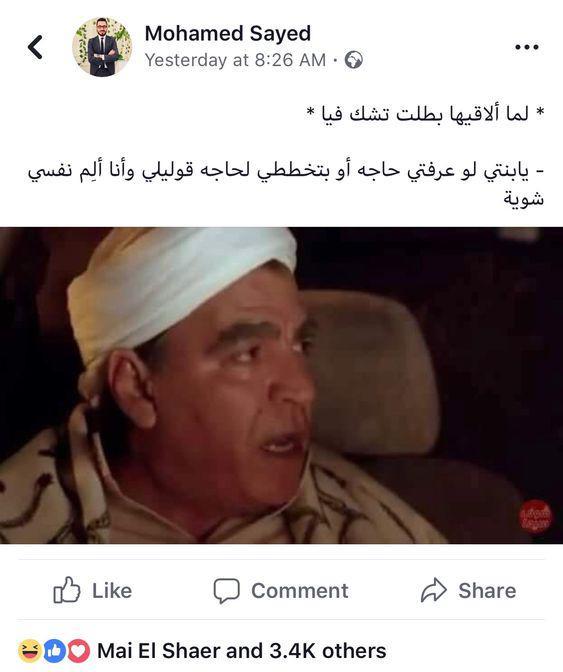 Mohamed Sayed
Yesterday at 8:26 AM ·
* لما ألاقيها بطلت تشك فيا *
- يابنتي لو عرفتي حاجه أو بتخططي لحاجه قوليلي وأنا ألِم نفسي
شوية
Like Comment Share
Mai El Shaer and 3.4K others